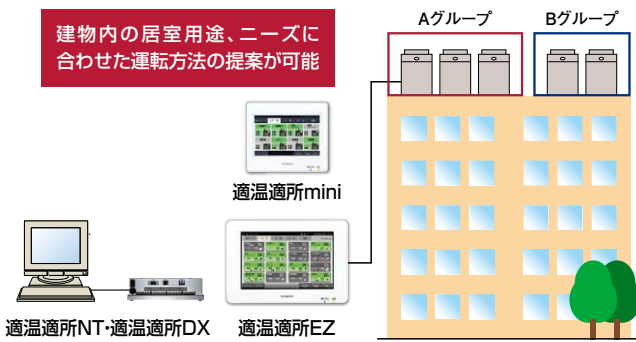 建物内の居室用途、ニーズに
合わせた運転方法の提案が可能
Aグループ
Bグループ
適温適所mini
適温適所NT・適温適所DX
適温適所EZ